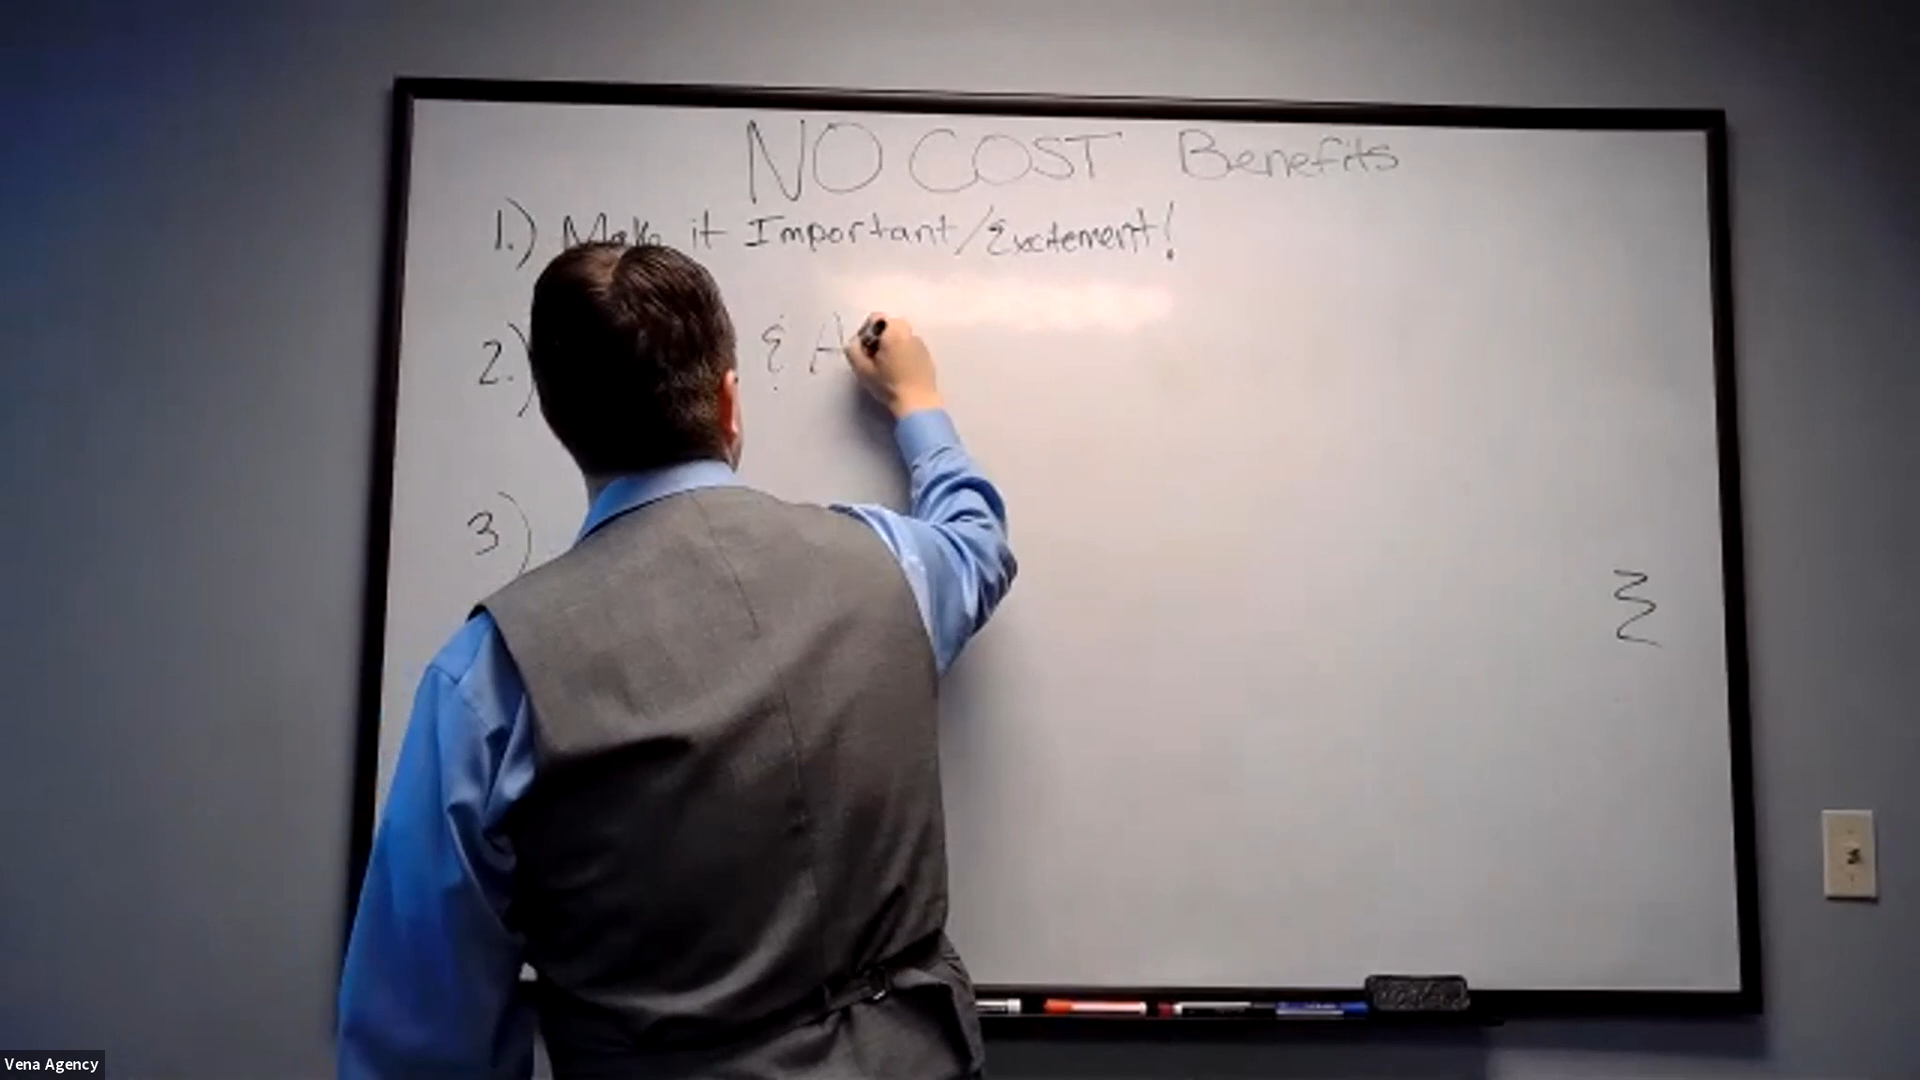 NO COST Benefits
1.) Make it Important/Excitement!
2.) & A
3)
Vena Agency